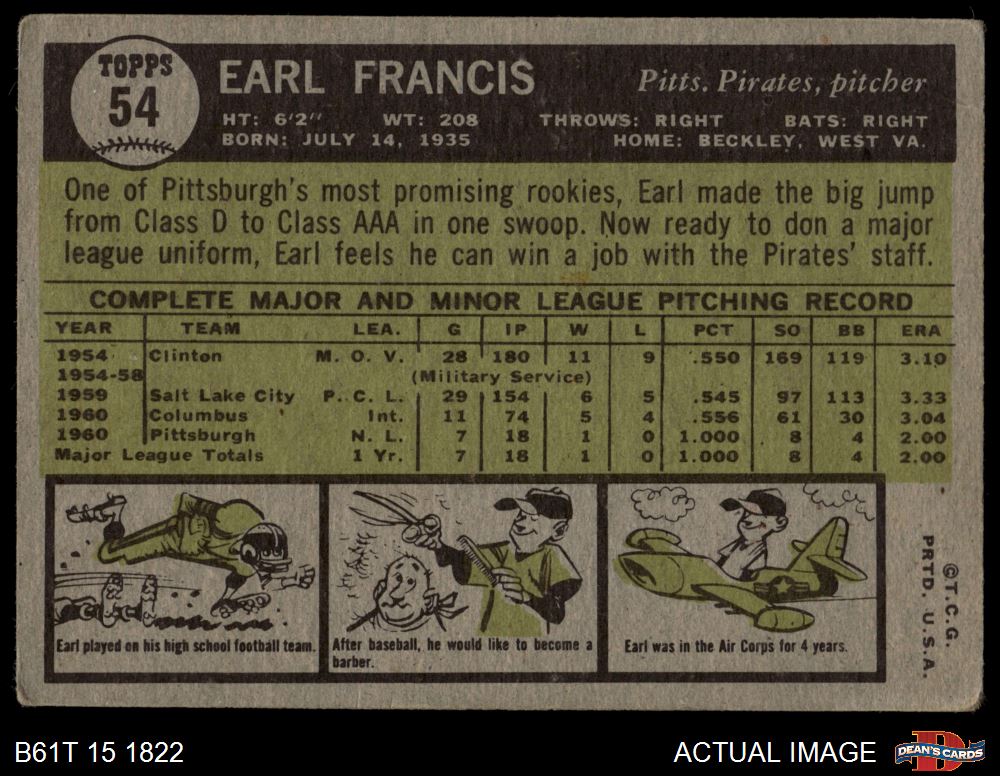 TOPPS
54
EARL FRANCIS
Pitts. Pirates, pitcher
HT: 6'2" WT: 208 THROWS: RIGHT BATS: RIGHT
BORN: JULY 14, 1935 HOME: BECKLEY, WEST VA.
One of Pittsburgh's most promising rookies, Earl made the big jump
from Class D to Class AAA in one swoop. Now ready to don a major
league uniform, Earl feels he can win a job with the Pirates' staff.
COMPLETE MAJOR AND MINOR LEAGUE PITCHING RECORD
YEAR TEAM LEA. G IP W L PCT SO BB ERA
1954 Clinton M. O. V. 28 180 11 9 .550 169 119 3.10
1954-58 (Military Service)
1959 Salt Lake City P. C. L. 29 154 6 5 .545 97 113 3.33
1960 Columbus Int. 11 74 5 4 .556 61 30 3.04
1960 Pittsburgh N. L. 7 18 1 0 1.000 8 4 2.00
Major League Totals 1 Yr. 7 18 1 0 1.000 8 4 2.00
Earl played on his high school football team.
After baseball, he would like to become a
barber.
Earl was in the Air Corps for 4 years.
©T.C.G.
PRTD. U.S.A.
B61T 15 1822
ACTUAL IMAGE
DEAN'S CARDS